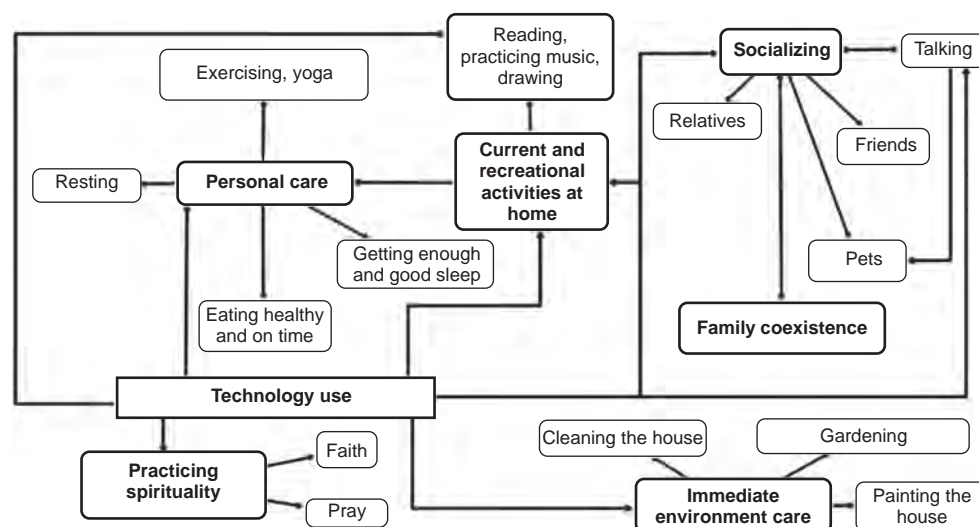 Reading,
practicing music,
drawing
Socializing
Talking
Exercising, yoga
Relatives
Friends
Current and
recreational
activities at
home
Resting
Personal care
Getting enough
and good sleep
Pets
Eating healthy
and on time
Family coexistence
Technology use
Cleaning the house
Gardening
Faith
Practicing
spirituality
Pray
Immediate
environment care
Painting the
house